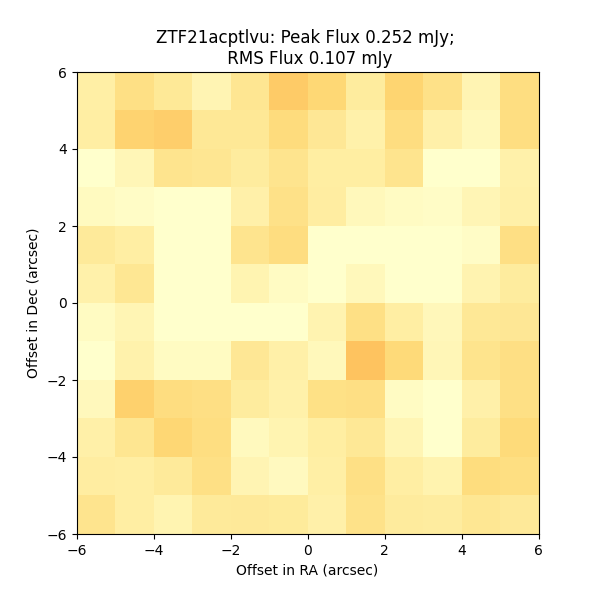 ZTF21acptlvu: Peak Flux 0.252 mJy;
RMS Flux 0.107 mJy
6
4
2
0
−2
−4
−6
Offset in Dec (arcsec)
−6 −4 −2 0 2 4 6
Offset in RA (arcsec)